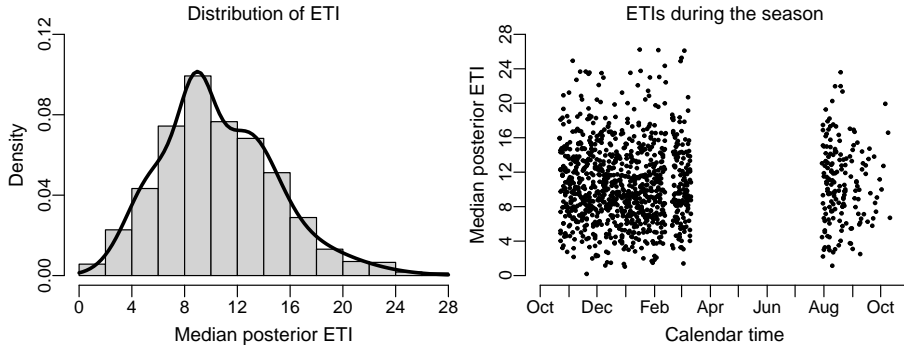 Distribution of ETI
0.12
0.08
0.04
0.00
Density
0 4 8 12 16 20 24 28
Median posterior ETI
ETIs during the season
28
24
20
16
12
8
4
0
Median posterior ETI
Oct Dec Feb Apr Jun Aug Oct
Calendar time